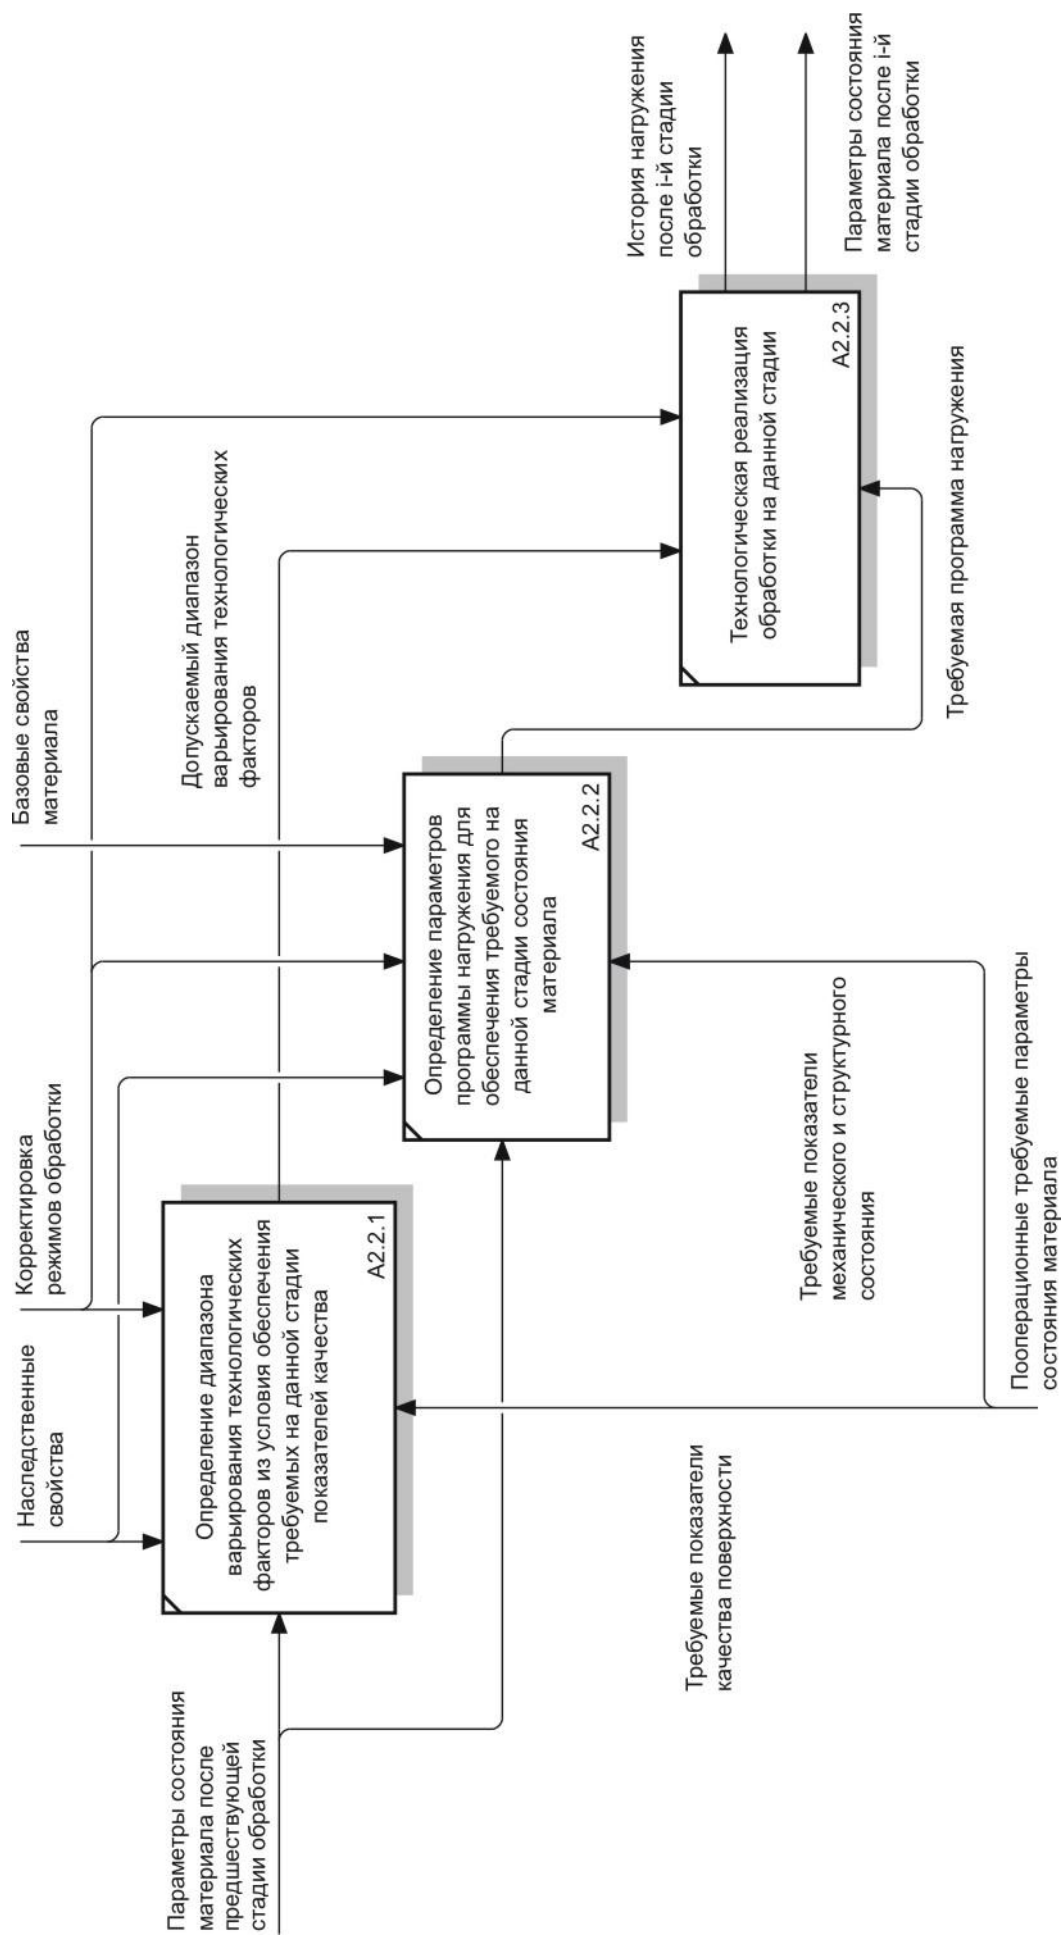 Наследственные
свойства
Корректировка
режимов обработки
Базовые свойства
материала
Параметры состояния
материала после
предшествующей
стадии обработки
Определение диапазона
варьирования технологических
факторов из условия обеспечения
требуемых на данной стадии
показателей качества
A2.2.1
Допускаемый диапазон
варьирования технологических
факторов
Определение параметров
программы нагружения для
обеспечения требуемого на
данной стадии состояния
материала
A2.2.2
История нагружения
после i-й стадии
обработки
Технологическая реализация
обработки на данной стадии
A2.2.3
Параметры состояния
материала после i-й
стадии обработки
Требуемые показатели
качества поверхности
Требуемые показатели
механического и структурного
состояния
Требуемая программа нагружения
Пооперационные требуемые параметры
состояния материала